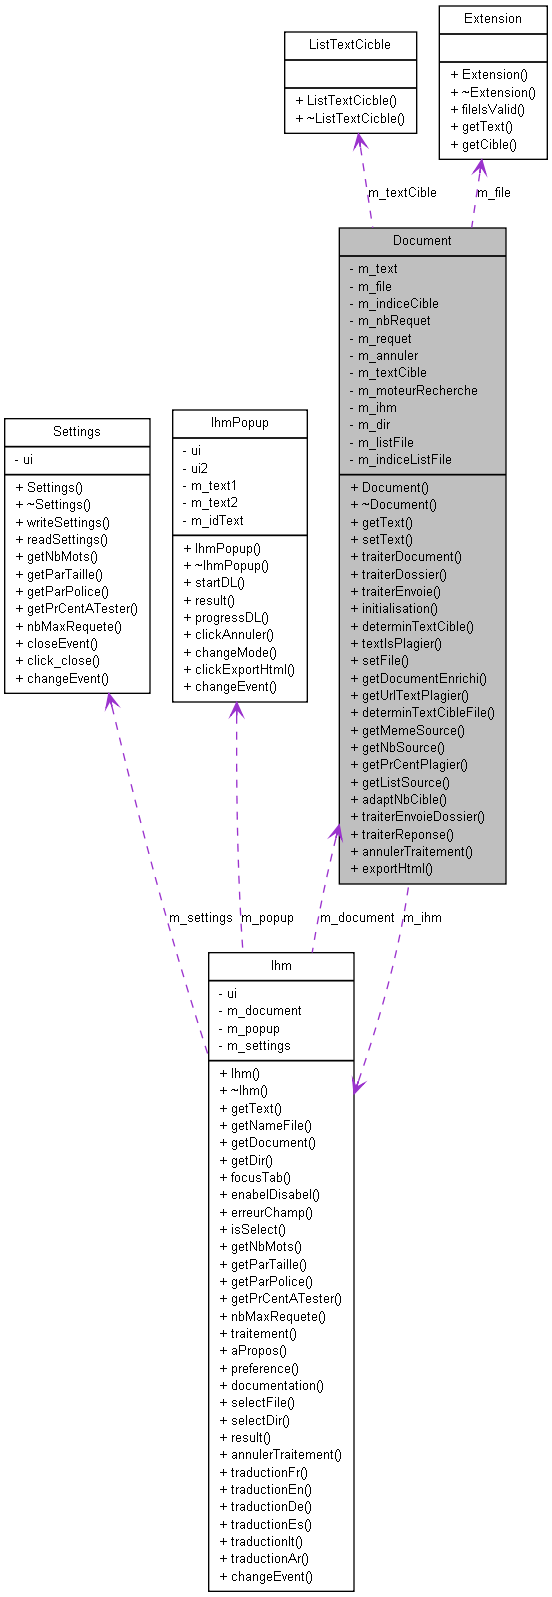 Extension
+ Extension()
+ ~Extension()
+ fileIsValid()
+ getText()
+ getCible()
ListTextCicble
+ ListTextCicble()
+ ~ListTextCicble()
m_textCible
m_file
Document
- m_text
- m_file
- m_indiceCible
- m_nbRequet
- m_requet
- m_annuler
- m_textCible
- m_moteurRecherche
- m_ihm
- m_dir
- m_listFile
- m_indiceListFile
+ Document()
+ ~Document()
+ getText()
+ setText()
+ traiterDocument()
+ traiterDossier()
+ traiterEnvoie()
+ initialisation()
+ determinTextCible()
+ textIsPlagier()
+ setFile()
+ getDocumentEnrichi()
+ getUrlTextPlagier()
+ determinTextCibleFile()
+ getMemeSource()
+ getNbSource()
+ getPrCentPlagier()
+ getListSource()
+ adaptNbCible()
+ traiterEnvoieDossier()
+ traiterReponse()
+ annulerTraitement()
+ exportHtml()
IhmPopup
- ui
- ui2
- m_text1
- m_text2
- m_idText
+ IhmPopup()
+ ~IhmPopup()
+ startDL()
+ result()
+ progressDL()
+ clickAnnuler()
+ changeMode()
+ clickExportHtml()
+ changeEvent()
Settings
- ui
+ Settings()
+ ~Settings()
+ writeSettings()
+ readSettings()
+ getNbMots()
+ getParTaille()
+ getParPolice()
+ getPrCentATester()
+ nbMaxRequete()
+ closeEvent()
+ click_close()
+ changeEvent()
m_settings
m_popup
m_document
m_ihm
Ihm
- ui
- m_document
- m_popup
- m_settings
+ Ihm()
+ ~Ihm()
+ getText()
+ getNameFile()
+ getDocument()
+ getDir()
+ focusTab()
+ enabelDisabel()
+ erreurChamp()
+ isSelect()
+ getNbMots()
+ getParTaille()
+ getParPolice()
+ getPrCentATester()
+ nbMaxRequete()
+ traitement()
+ aPropos()
+ preference()
+ documentation()
+ selectFile()
+ selectDir()
+ result()
+ annulerTraitement()
+ traductionFr()
+ traductionEn()
+ traductionDe()
+ traductionEs()
+ traductionIt()
+ traductionAr()
+ changeEvent()